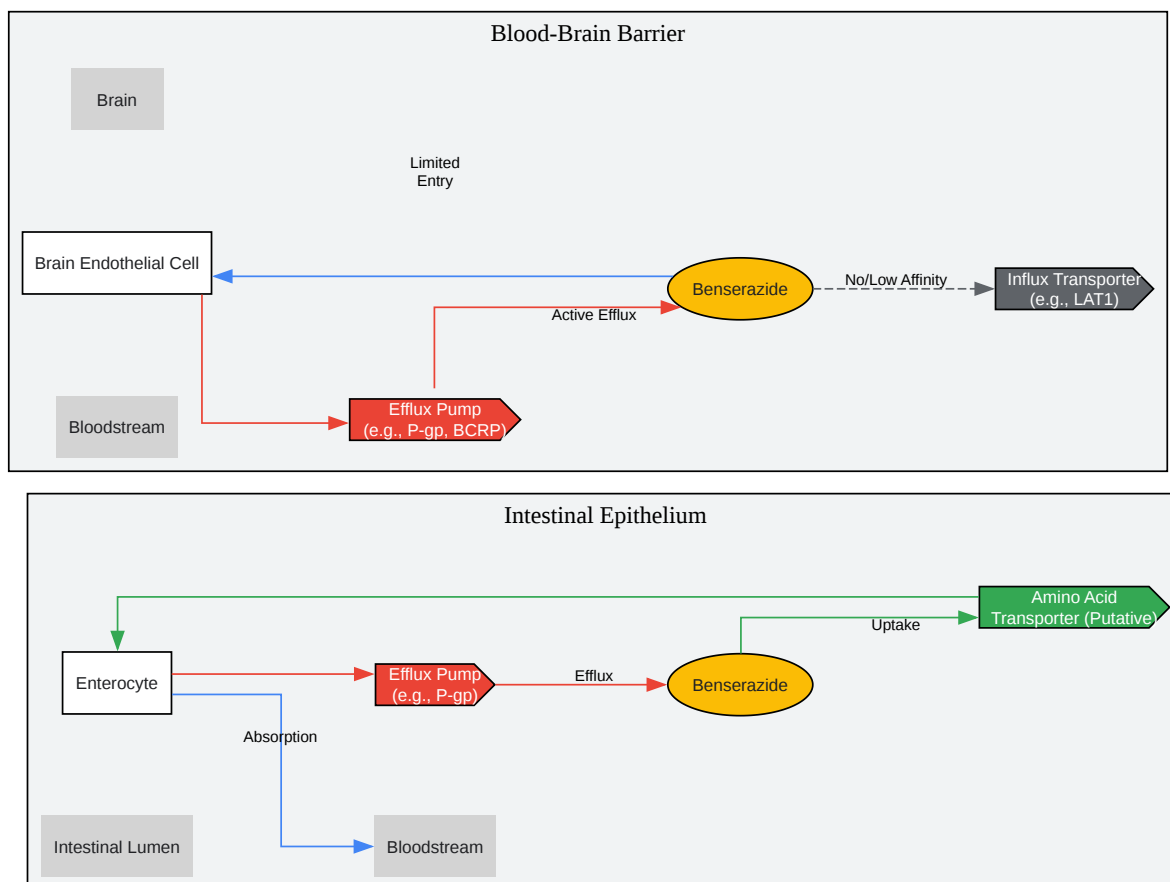 Blood-Brain Barrier
Brain
Limited
Entry
Brain Endothelial Cell
Benserazide
No/Low Affinity
Influx Transporter
(e.g., LAT1)
Active Efflux
Efflux Pump
(e.g., P-gp, BCRP)
Bloodstream
Intestinal Epithelium
Amino Acid
Transporter (Putative)
Uptake
Enterocyte
Efflux Pump
(e.g., P-gp)
Efflux
Benserazide
Absorption
Intestinal Lumen
Bloodstream